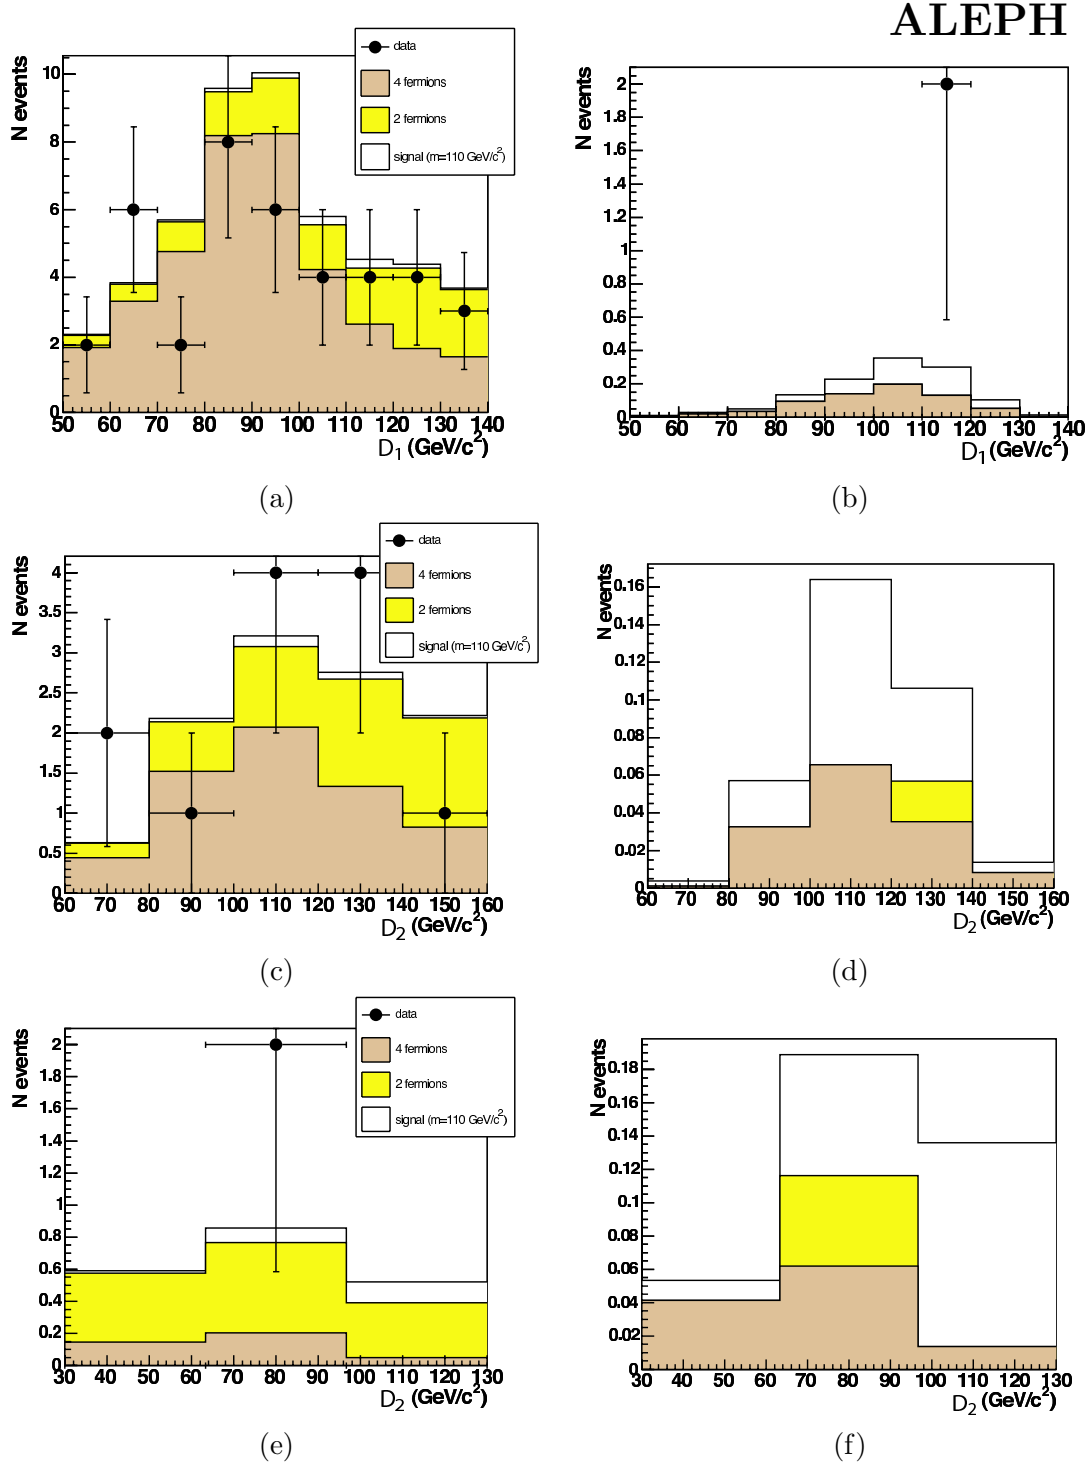 ALEPH
N events
10
8
6
4
2
0
50 60 70 80 90 100 110 120 130 140
D1 (GeV/c2)
data
4 fermions
2 fermions
signal (m=110 GeV/c2)
(a)
N events
2
1.8
1.6
1.4
1.2
1
0.8
0.6
0.4
0.2
0
50 60 70 80 90 100 110 120 130 140
D1 (GeV/c2)
(b)
N events
4
3.5
3
2.5
2
1.5
1
0.5
0
60 70 80 90 100 110 120 130 140 150 160
D2 (GeV/c2)
data
4 fermions
2 fermions
signal (m=110 GeV/c2)
(c)
N events
0.16
0.14
0.12
0.1
0.08
0.06
0.04
0.02
0
60 70 80 90 100 110 120 130 140 150 160
D2 (GeV/c2)
(d)
N events
2
1.8
1.6
1.4
1.2
1
0.8
0.6
0.4
0.2
0
30 40 50 60 70 80 90 100 110 120 130
D2 (GeV/c2)
data
4 fermions
2 fermions
signal (m=110 GeV/c2)
(e)
N events
0.18
0.16
0.14
0.12
0.1
0.08
0.06
0.04
0.02
0
30 40 50 60 70 80 90 100 110 120 130
D2 (GeV/c2)
(f)